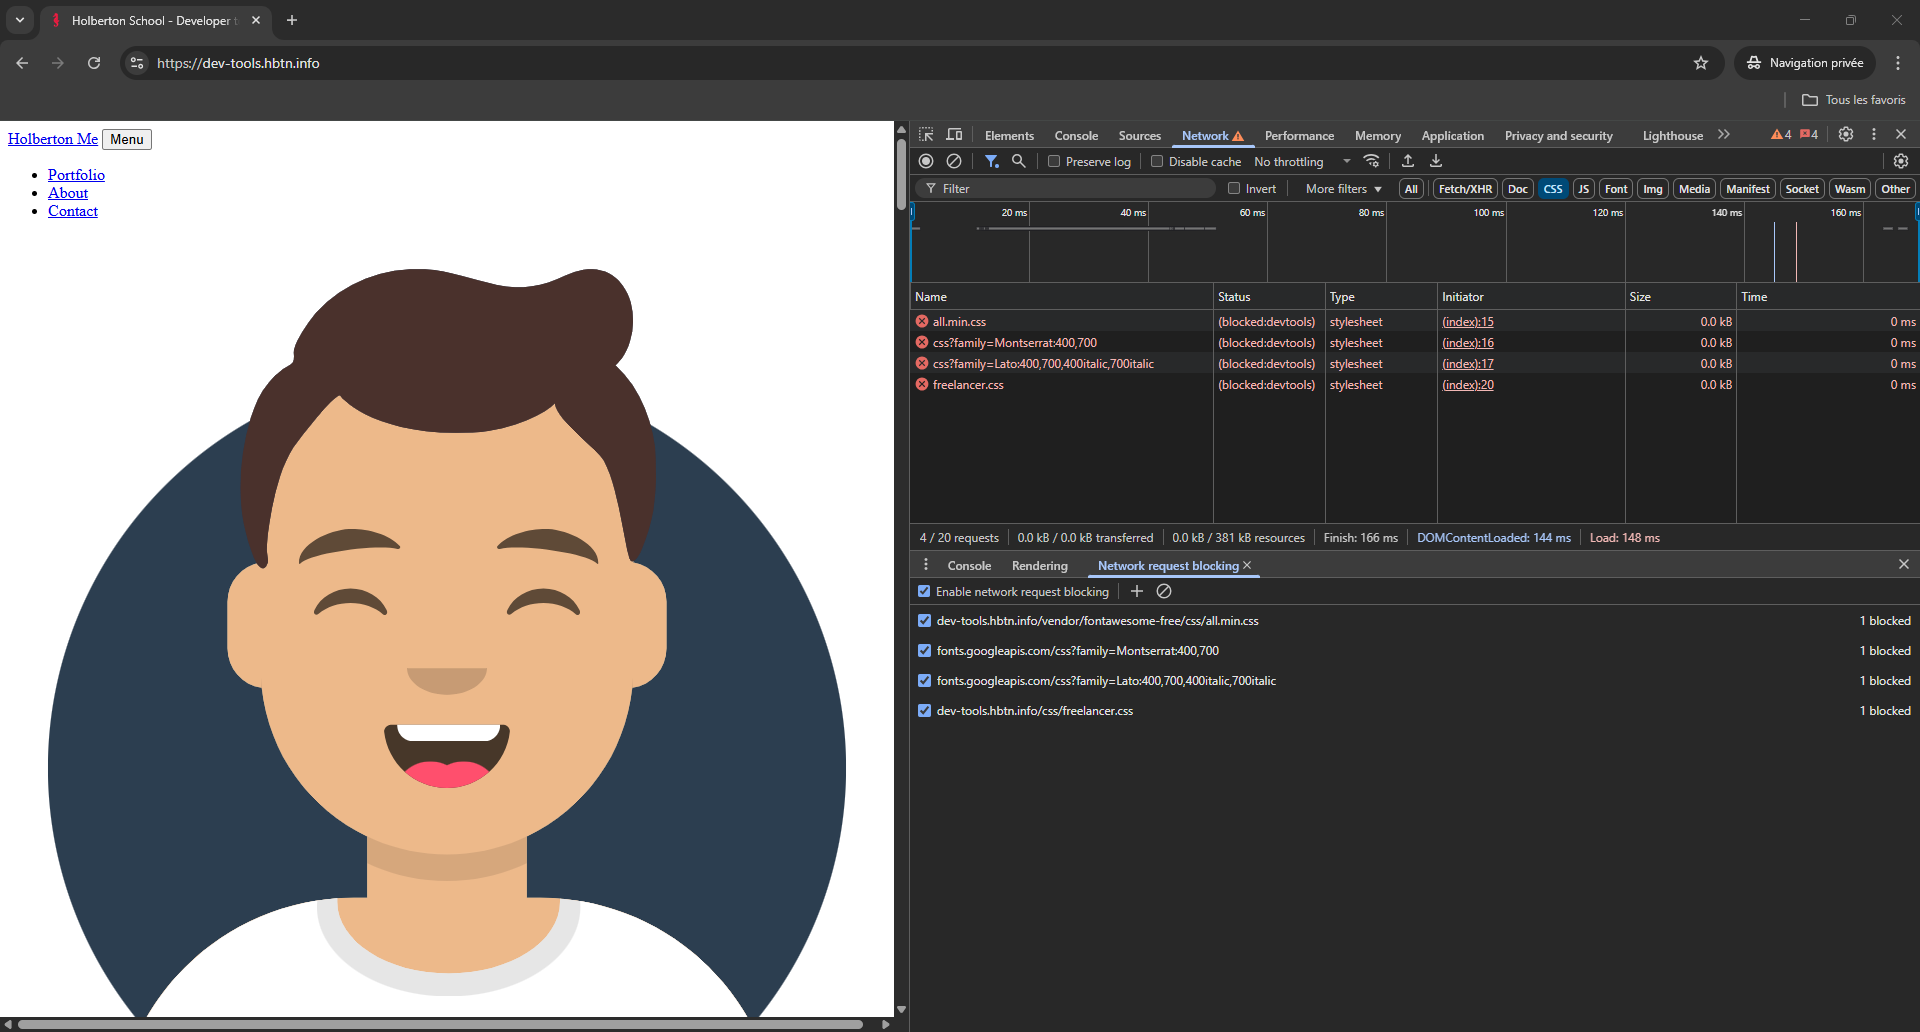 Holberton School - Developer t
https://dev-tools.hbtn.info
Navigation privée
Tous les favoris
Holberton Me Menu
Portfolio
About
Contact
Elements Console Sources Network Performance Memory Application Privacy and security Lighthouse 4 4
Preserve log Disable cache No throttling
Filter Invert More filters All Fetch/XHR Doc CSS JS Font Img Media Manifest Socket Wasm Other
20 ms 40 ms 60 ms 80 ms 100 ms 120 ms 140 ms 160 ms
Name Status Type Initiator Size Time
all.min.css (blocked:devtools) stylesheet (index):15 0.0 kB 0 ms
css?family=Montserrat:400,700 (blocked:devtools) stylesheet (index):16 0.0 kB 0 ms
css?family=Lato:400,700,400italic,700italic (blocked:devtools) stylesheet (index):17 0.0 kB 0 ms
freelancer.css (blocked:devtools) stylesheet (index):20 0.0 kB 0 ms
4 / 20 requests 0.0 kB / 0.0 kB transferred 0.0 kB / 381 kB resources Finish: 166 ms DOMContentLoaded: 144 ms Load: 148 ms
Console Rendering Network request blocking
Enable network request blocking
dev-tools.hbtn.info/vendor/fontawesome-free/css/all.min.css 1 blocked
fonts.googleapis.com/css?family=Montserrat:400,700 1 blocked
fonts.googleapis.com/css?family=Lato:400,700,400italic,700italic 1 blocked
dev-tools.hbtn.info/css/freelancer.css 1 blocked